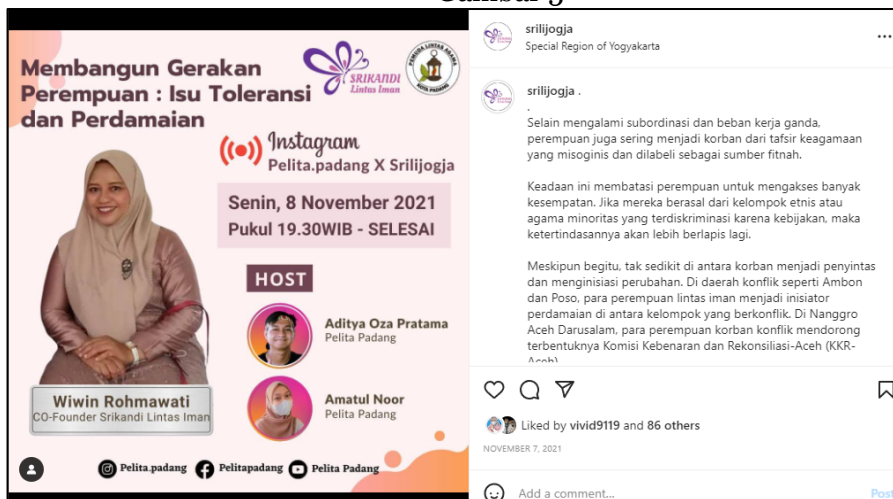 Membangun Gerakan
Perempuan : Isu Toleransi
dan Perdamaian
SRIKANDI
Lintas Iman
PEMUDA LINTAS AGAMA
KOTA PADANG
Instagram
Pelita.padang X Srilijogja
Senin, 8 November 2021
Pukul 19.30WIB - SELESAI
HOST
Aditya Oza Pratama
Pelita Padang
Amatul Noor
Pelita Padang
Wiwin Rohmawati
CO-Founder Srikandi Lintas Iman
Pelita.padang Pelitapadang Pelita Padang
srilijogja
Special Region of Yogyakarta
srilijogja .
.
Selain mengalami subordinasi dan beban kerja ganda,
perempuan juga sering menjadi korban dari tafsir keagamaan
yang misoginis dan dilabeli sebagai sumber fitnah.
Keadaan ini membatasi perempuan untuk mengakses banyak
kesempatan. Jika mereka berasal dari kelompok etnis atau
agama minoritas yang terdiskriminasi karena kebijakan, maka
ketertindasannya akan lebih berlapis lagi.
Meskipun begitu, tak sedikit di antara korban menjadi penyintas
dan menginisiasi perubahan. Di daerah konflik seperti Ambon
dan Poso, para perempuan lintas iman menjadi inisiator
perdamaian di antara kelompok yang berkonflik. Di Nanggro
Aceh Darusalam, para perempuan korban konflik mendorong
terbentuknya Komisi Kebenaran dan Rekonsiliasi-Aceh (KKR-
Liked by vivid9119 and 86 others
NOVEMBER 7, 2021
Add a comment...
Post